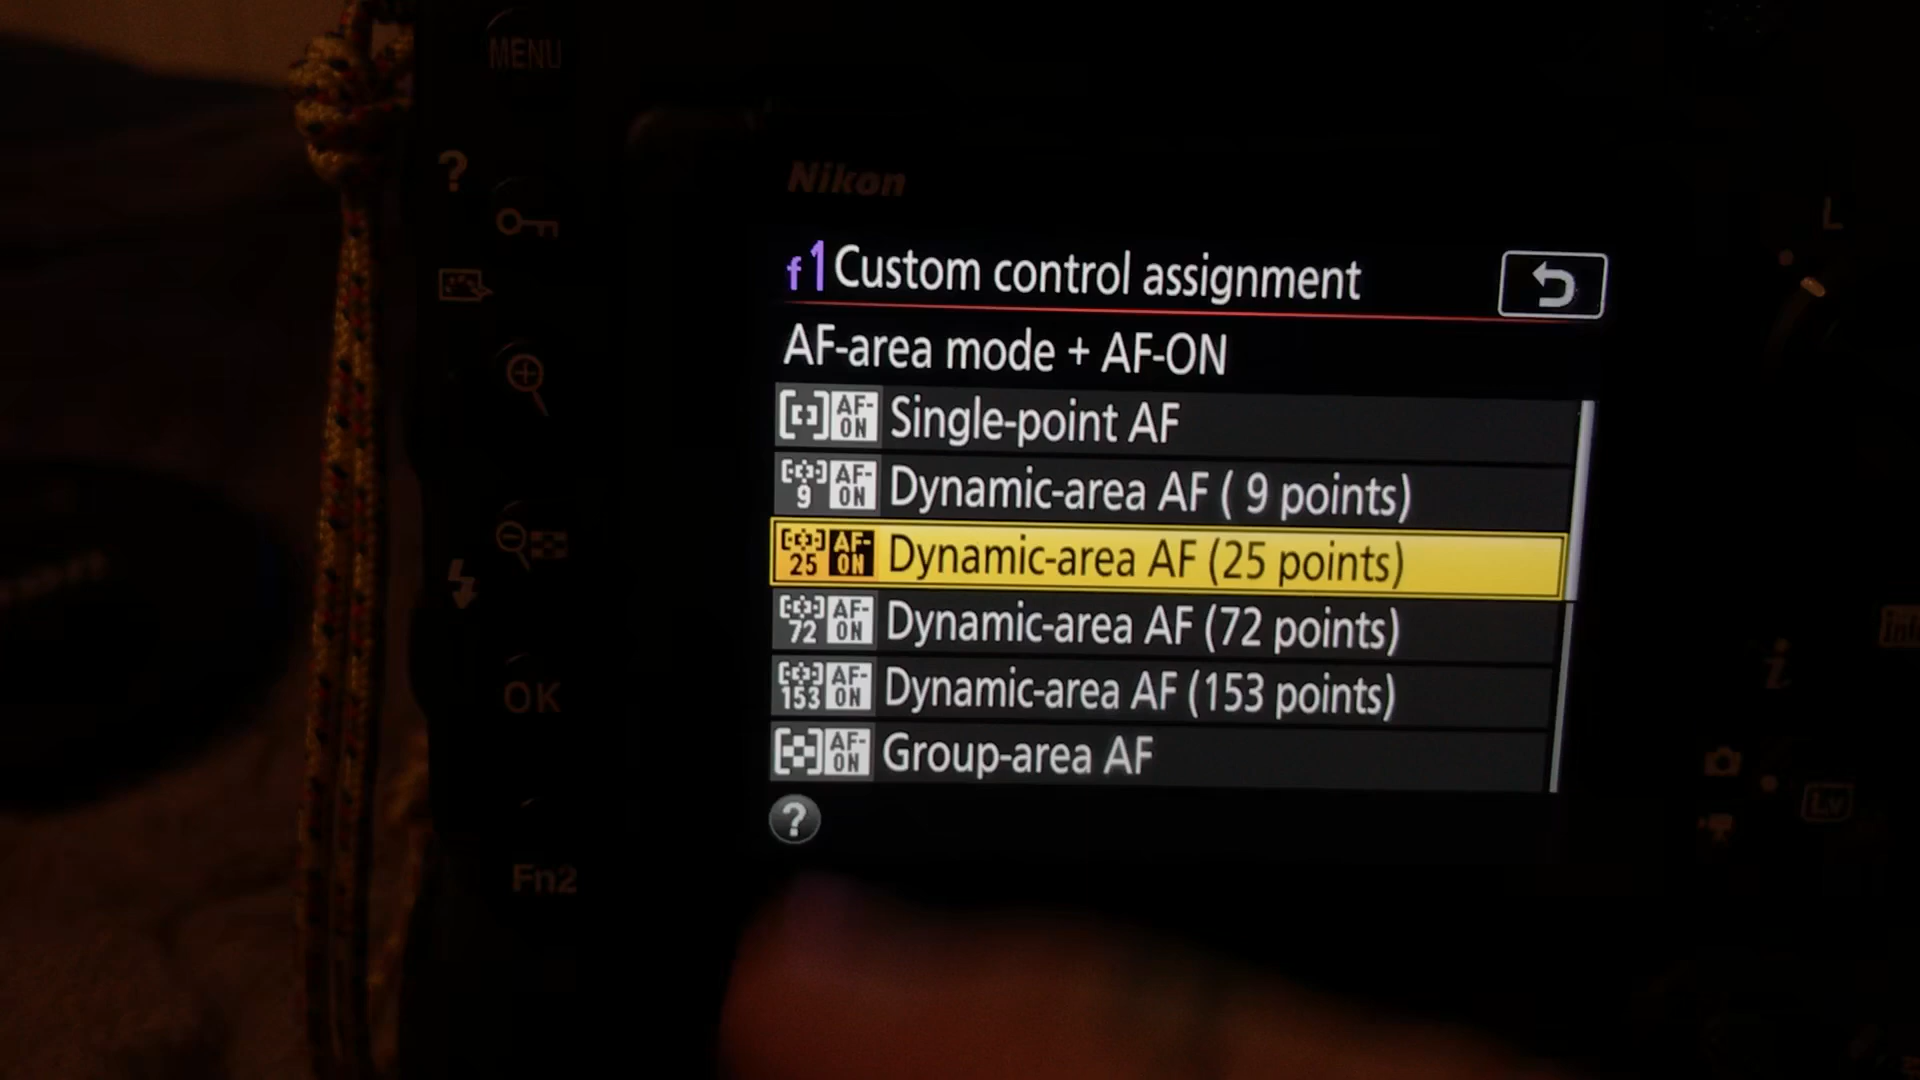 MENU
?
Nikon
L
f1 Custom control assignment
AF-area mode + AF-ON
AF-ON Single-point AF
9 AF-ON Dynamic-area AF ( 9 points)
25 AF-ON Dynamic-area AF (25 points)
72 AF-ON Dynamic-area AF (72 points)
153 AF-ON Dynamic-area AF (153 points)
AF-ON Group-area AF
OK
i
Lv
?
Fn2